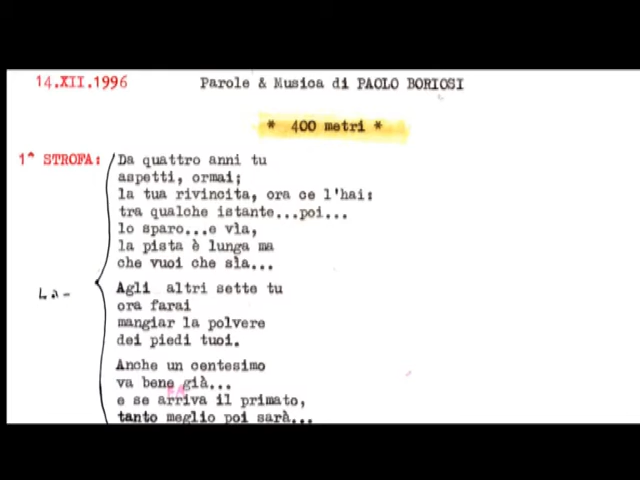 14.XII.1996
Parole & Musica di PAOLO BORIOSI
* 400 metri *
1^ STROFA:
Da quattro anni tu
aspetti, ormai;
la tua rivincita, ora ce l'hai:
tra qualche istante...poi...
lo sparo...e vìa,
la pista è lunga ma
che vuoi che sìa...
La-
Agli altri sette tu
ora farai
mangiar la polvere
dei piedi tuoi.
Anche un centesimo
va bene già...
FA
e se arriva il primato,
tanto meglio poi sarà...